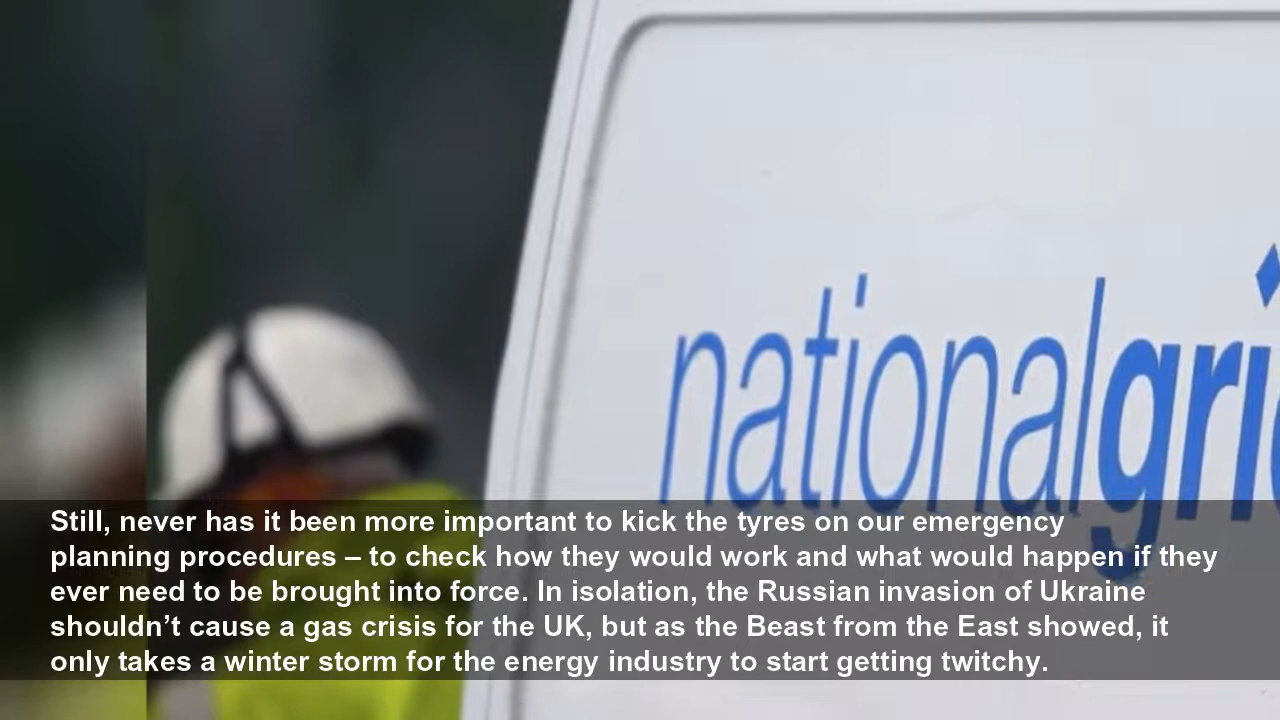 nationalgri
Still, never has it been more important to kick the tyres on our emergency
planning procedures – to check how they would work and what would happen if they
ever need to be brought into force. In isolation, the Russian invasion of Ukraine
shouldn’t cause a gas crisis for the UK, but as the Beast from the East showed, it
only takes a winter storm for the energy industry to start getting twitchy.